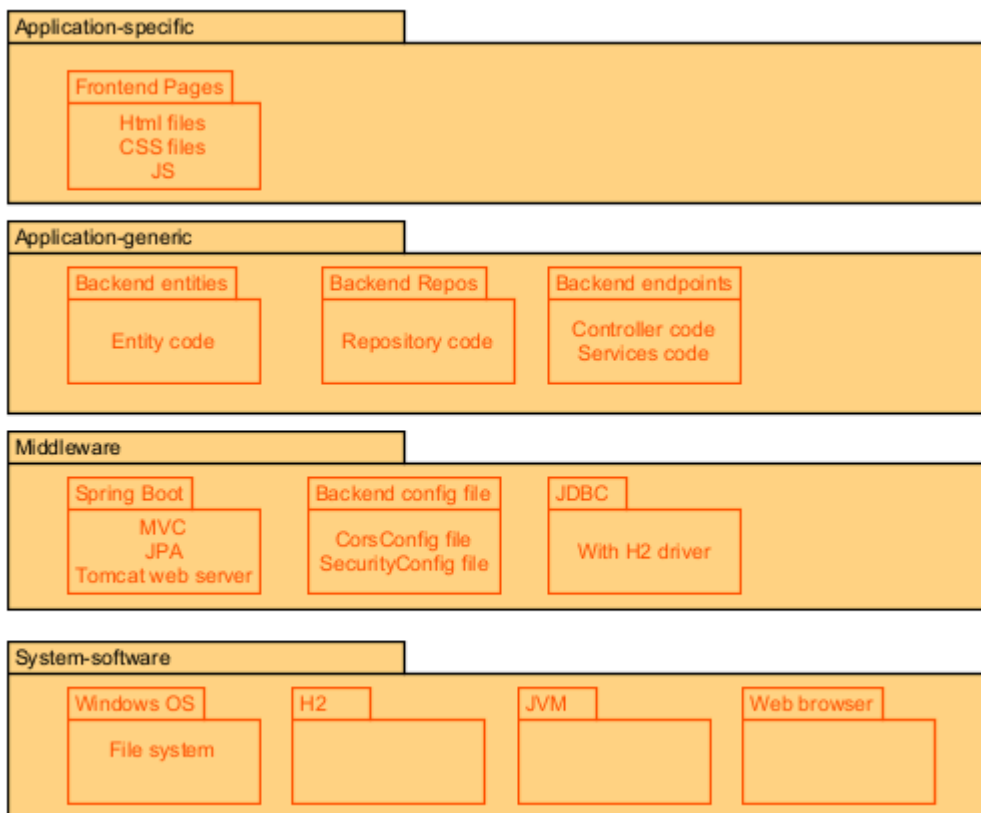 Application-specific
Frontend Pages
Html files
CSS files
JS
Application-generic
Backend entities
Entity code
Backend Repos
Repository code
Backend endpoints
Controller code
Services code
Middleware
Spring Boot
MVC
JPA
Tomcat web server
Backend config file
CorsConfig file
SecurityConfig file
JDBC
With H2 driver
System-software
Windows OS
File system
H2
JVM
Web browser